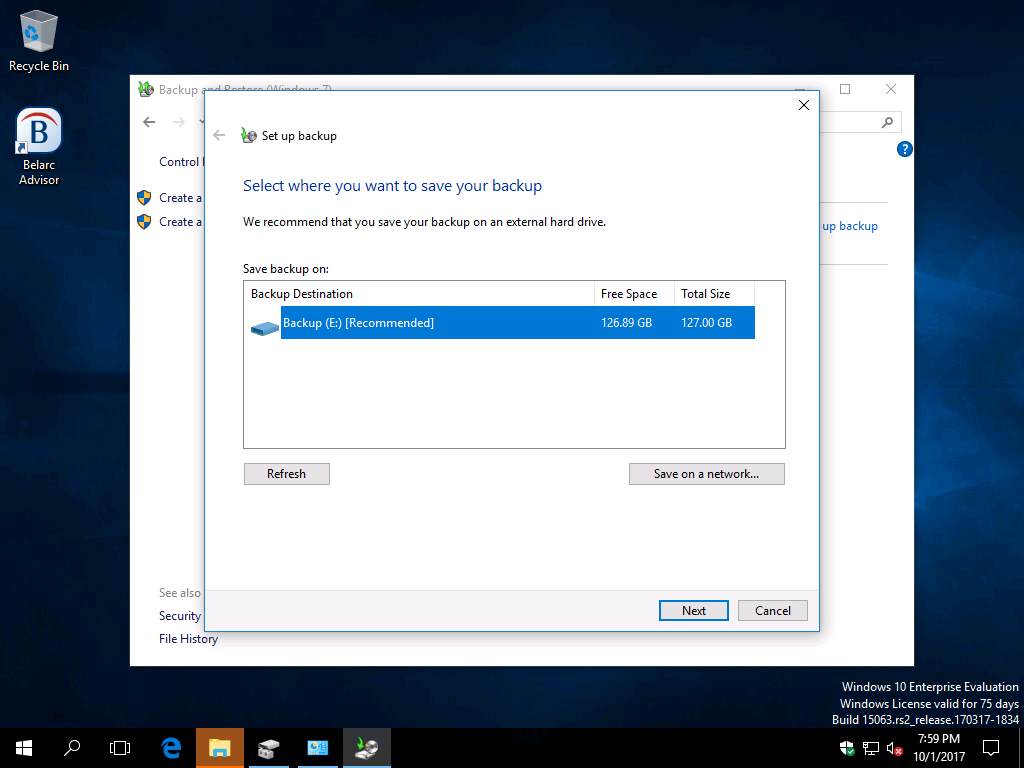 Recycle Bin
Belarc
Advisor
Backup and Restore (Windows 7)
Control
Create a
Create a
up backup
See also
Security
File History
Set up backup
Select where you want to save your backup
We recommend that you save your backup on an external hard drive.
Save backup on:
Backup Destination Free Space Total Size
Backup (E:) [Recommended] 126.89 GB 127.00 GB
Refresh Save on a network...
Next Cancel
Windows 10 Enterprise Evaluation
Windows License valid for 75 days
Build 15063.rs2_release.170317-1834
7:59 PM
10/1/2017